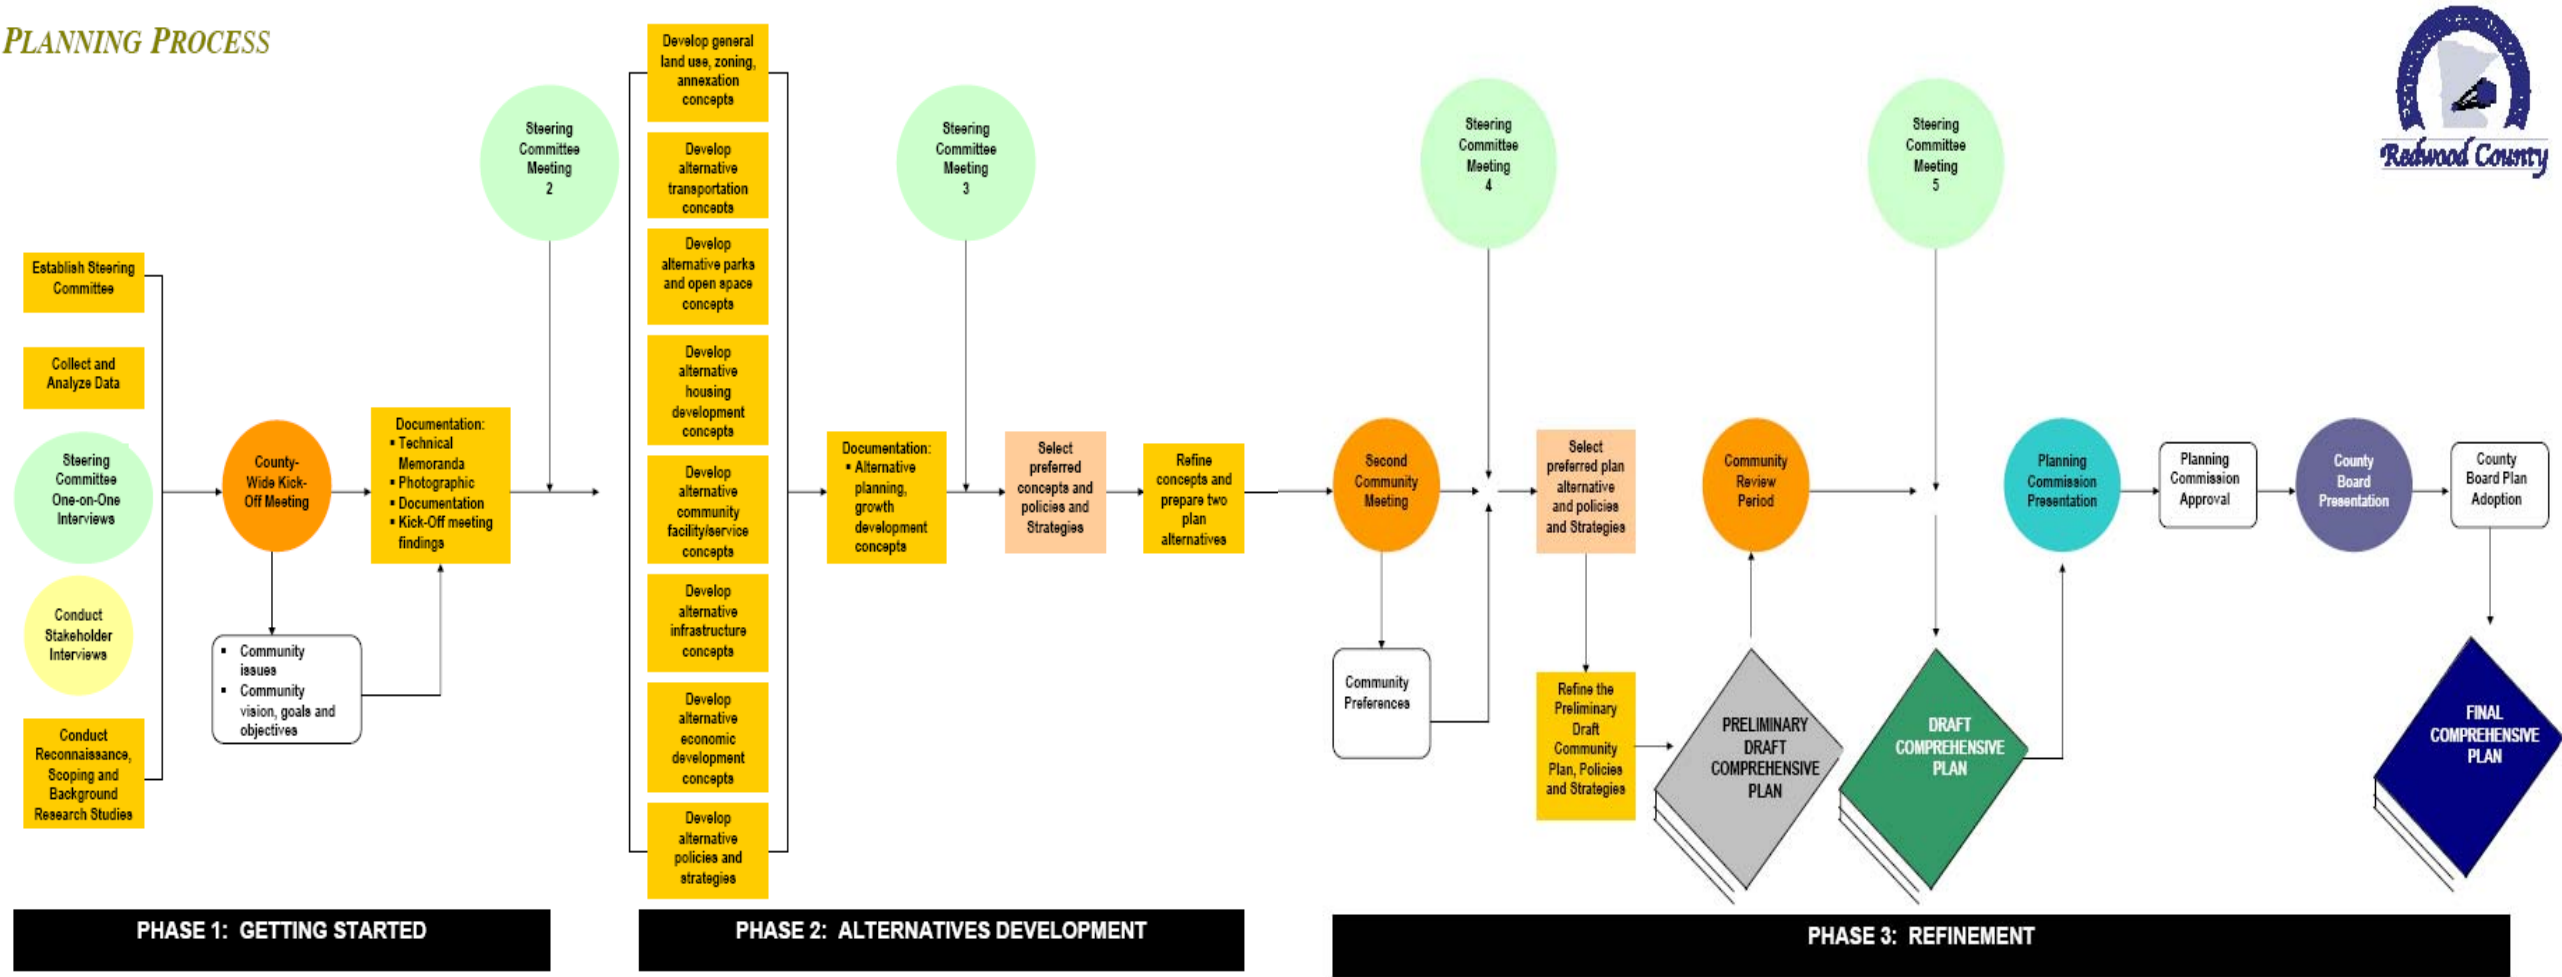 PLANNING PROCESS
Redwood County
Establish Steering
Committee
Collect and
Analyze Data
Steering
Committee
One-on-One
Interviews
Conduct
Stakeholder
Interviews
Conduct
Reconnaissance,
Scoping and
Background
Research Studies
County-
Wide Kick-
Off Meeting
▪ Community
issues
▪ Community
vision, goals and
objectives
Documentation:
▪ Technical
Memoranda
▪ Photographic
▪ Documentation
▪ Kick-Off meeting
findings
Steering
Committee
Meeting
2
Develop general
land use, zoning,
annexation
concepts
Develop
alternative
transportation
concepts
Develop
alternative parks
and open space
concepts
Develop
alternative
housing
development
concepts
Develop
alternative
community
facility/service
concepts
Develop
alternative
infrastructure
concepts
Develop
alternative
economic
development
concepts
Develop
alternative
policies and
strategies
Documentation:
▪ Alternative
planning,
growth
development
concepts
Steering
Committee
Meeting
3
Select
preferred
concepts and
policies and
Strategies
Refine
concepts and
prepare two
plan
alternatives
Second
Community
Meeting
Community
Preferences
Steering
Committee
Meeting
4
Select
preferred plan
alternative
and policies
and Strategies
Refine the
Preliminary
Draft
Community
Plan, Policies
and Strategies
PRELIMINARY
DRAFT
COMPREHENSIVE
PLAN
Community
Review
Period
Steering
Committee
Meeting
5
DRAFT
COMPREHENSIVE
PLAN
Planning
Commission
Presentation
Planning
Commission
Approval
County
Board
Presentation
County
Board Plan
Adoption
FINAL
COMPREHENSIVE
PLAN
PHASE 1: GETTING STARTED
PHASE 2: ALTERNATIVES DEVELOPMENT
PHASE 3: REFINEMENT